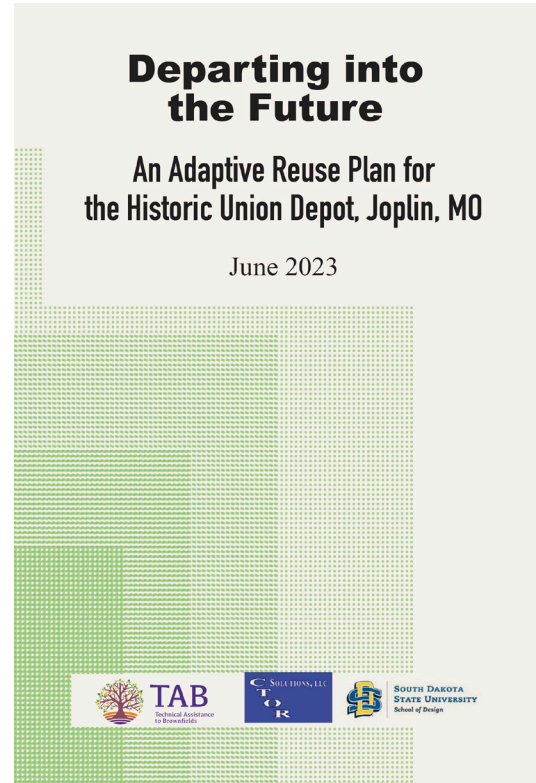 Departing into
the Future
An Adaptive Reuse Plan for
the Historic Union Depot, Joplin, MO
June 2023
TAB
Technical Assistance
to Brownfields
C SOLUTIONS, LLC
T
O
R
SOUTH DAKOTA
STATE UNIVERSITY
School of Design